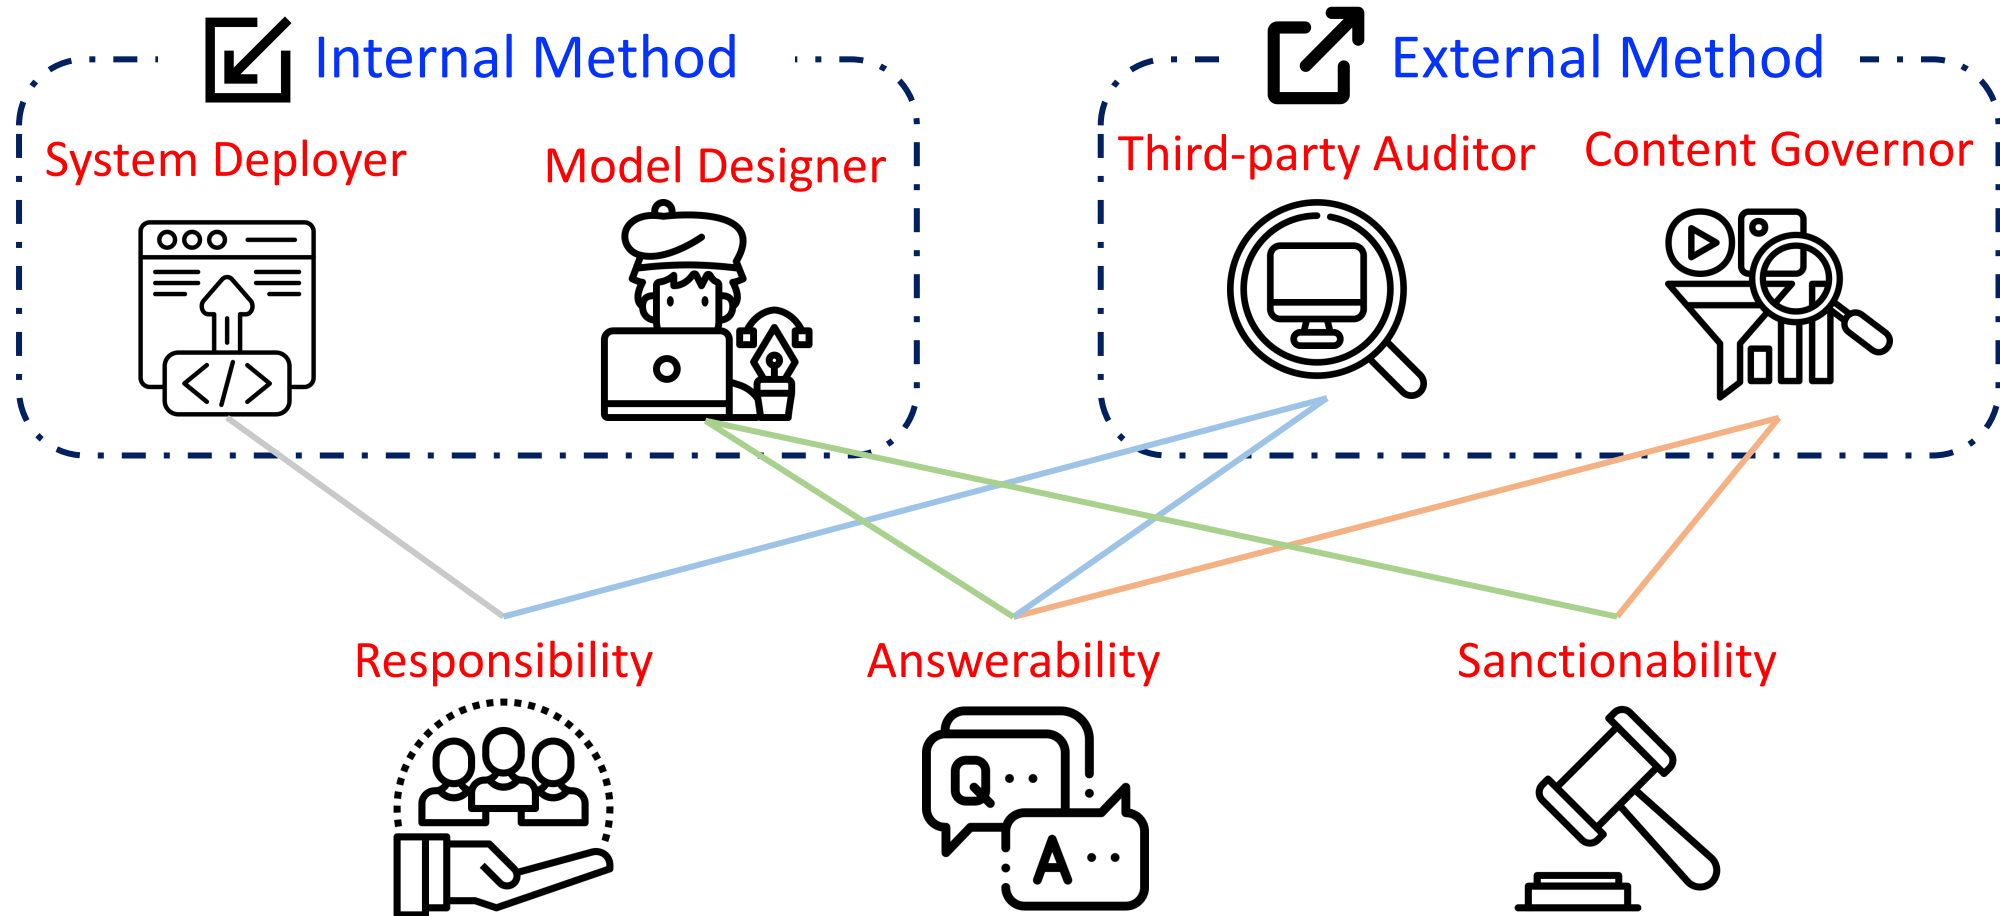 Internal Method
External Method
System Deployer
Model Designer
Third-party Auditor
Content Governor
</>
Responsibility
Answerability
Sanctionability
Q
A